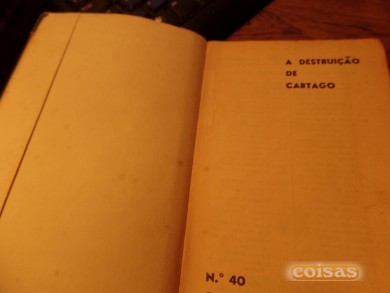 A DESTRUIÇÃO
DE
CARTAGO
N.º 40
coisas